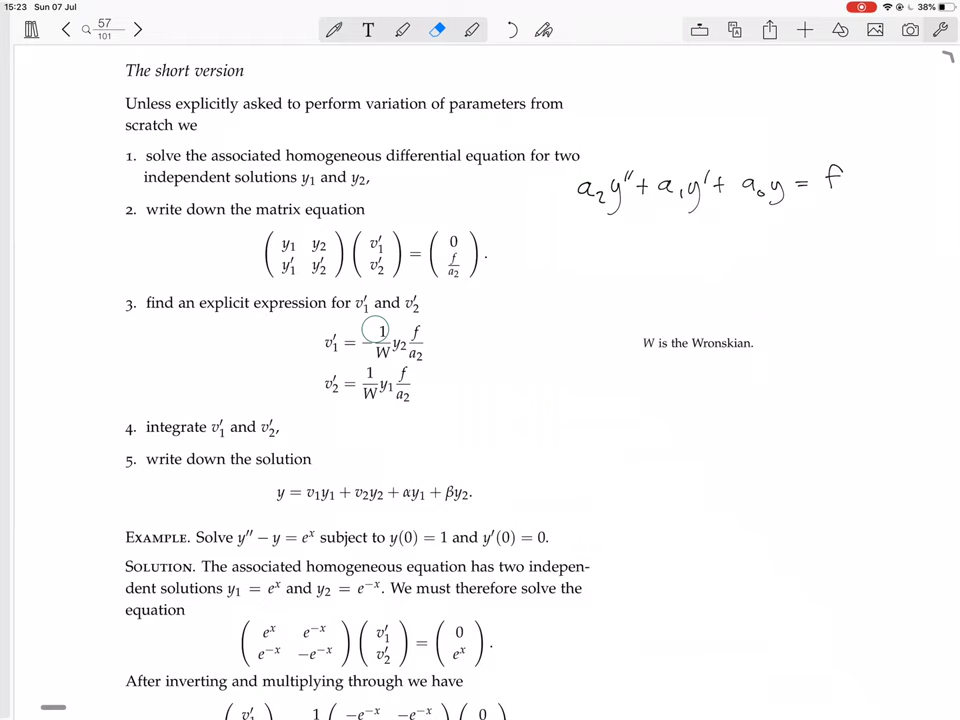 15:23 Sun 07 Jul
38%
57
101
T
The short version
Unless explicitly asked to perform variation of parameters from
scratch we
1. solve the associated homogeneous differential equation for two
independent solutions y₁ and y₂,
a₂y″ + a₁y′ + a₀y = f
2. write down the matrix equation
( y₁ y₂ ) ( v₁′ ) = ( 0 )
( y₁′ y₂′ ) ( v₂′ ) ( f/a₂ ) .
3. find an explicit expression for v₁′ and v₂′
v₁′ = −1/W y₂ f/a₂
W is the Wronskian.
v₂′ = 1/W y₁ f/a₂
4. integrate v₁′ and v₂′,
5. write down the solution
y = v₁y₁ + v₂y₂ + αy₁ + βy₂.
EXAMPLE. Solve y″ − y = eˣ subject to y(0) = 1 and y′(0) = 0.
SOLUTION. The associated homogeneous equation has two indepen-
dent solutions y₁ = eˣ and y₂ = e⁻ˣ. We must therefore solve the
equation
( eˣ e⁻ˣ ) ( v₁′ ) = ( 0 )
( e⁻ˣ −e⁻ˣ ) ( v₂′ ) ( eˣ ) .
After inverting and multiplying through we have
( v₁′ ) 1 ( −e⁻ˣ −e⁻ˣ ) ( 0 )